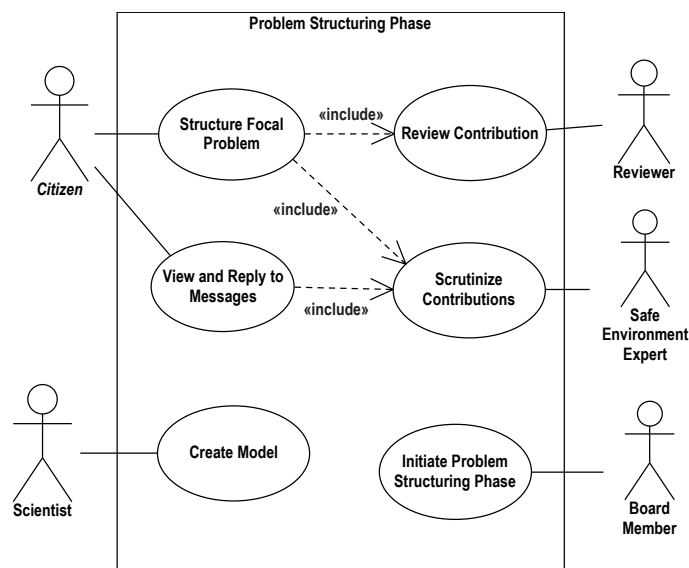 Problem Structuring Phase
Structure Focal
Problem
«include»
Review Contribution
Citizen
Reviewer
«include»
View and Reply to
Messages
«include»
Scrutinize
Contributions
Safe
Environment
Expert
Create Model
Initiate Problem
Structuring Phase
Scientist
Board
Member